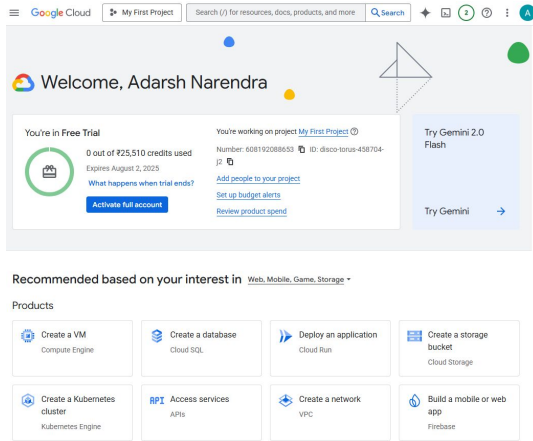 Google Cloud
My First Project
Search (/) for resources, docs, products, and more
Search
2
A
Welcome, Adarsh Narendra
You're in Free Trial
0 out of ₹25,510 credits used
Expires August 2, 2025
What happens when trial ends?
Activate full account
You're working on project My First Project
Number: 608192088653 ID: disco-torus-458704-
j2
Add people to your project
Set up budget alerts
Review product spend
Try Gemini 2.0
Flash
Try Gemini
Recommended based on your interest in Web, Mobile, Game, Storage
Products
Create a VM
Compute Engine
Create a database
Cloud SQL
Deploy an application
Cloud Run
Create a storage
bucket
Cloud Storage
Create a Kubernetes
cluster
Kubernetes Engine
API
Access services
APIs
Create a network
VPC
Build a mobile or web
app
Firebase